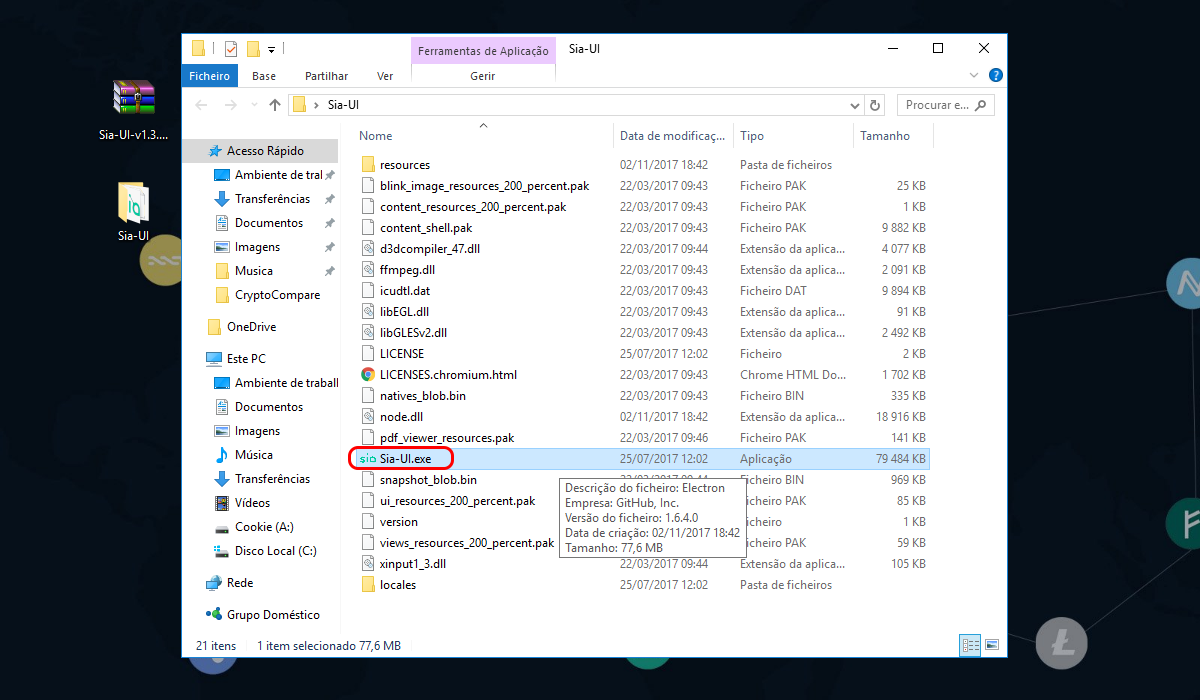 Sia-UI-v1.3....
Sia-UI
Ferramentas de Aplicação
Sia-UI
Ficheiro
Base
Partilhar
Ver
Gerir
Sia-UI
Procurar e...
Nome
Data de modificaç...
Tipo
Tamanho
Acesso Rápido
Ambiente de tral
Transferências
Documentos
Imagens
Musica
CryptoCompare
OneDrive
Este PC
Ambiente de traball
Documentos
Imagens
Música
Transferências
Vídeos
Cookie (A:)
Disco Local (C:)
Rede
Grupo Doméstico
resources 02/11/2017 18:42 Pasta de ficheiros
blink_image_resources_200_percent.pak 22/03/2017 09:43 Ficheiro PAK 25 KB
content_resources_200_percent.pak 22/03/2017 09:43 Ficheiro PAK 1 KB
content_shell.pak 22/03/2017 09:43 Ficheiro PAK 9 882 KB
d3dcompiler_47.dll 22/03/2017 09:44 Extensão da aplica... 4 077 KB
ffmpeg.dll 22/03/2017 09:43 Extensão da aplica... 2 091 KB
icudtl.dat 22/03/2017 09:43 Ficheiro DAT 9 894 KB
libEGL.dll 22/03/2017 09:43 Extensão da aplica... 91 KB
libGLESv2.dll 22/03/2017 09:43 Extensão da aplica... 2 492 KB
LICENSE 25/07/2017 12:02 Ficheiro 2 KB
LICENSES.chromium.html 22/03/2017 09:43 Chrome HTML Do... 1 702 KB
natives_blob.bin 22/03/2017 09:43 Ficheiro BIN 335 KB
node.dll 02/11/2017 18:42 Extensão da aplica... 18 916 KB
pdf_viewer_resources.pak 22/03/2017 09:46 Ficheiro PAK 141 KB
sia Sia-UI.exe 25/07/2017 12:02 Aplicação 79 484 KB
snapshot_blob.bin 22/03/2017 09:44 Ficheiro BIN 969 KB
ui_resources_200_percent.pak icheiro PAK 85 KB
version icheiro 1 KB
views_resources_200_percent.pak icheiro PAK 59 KB
xinput1_3.dll 22/03/2017 09:44 Extensão da aplica... 105 KB
locales 25/07/2017 12:02 Pasta de ficheiros
Descrição do ficheiro: Electron
Empresa: GitHub, Inc.
Versão do ficheiro: 1.6.4.0
Data de criação: 02/11/2017 18:42
Tamanho: 77,6 MB
21 itens
1 item selecionado 77,6 MB